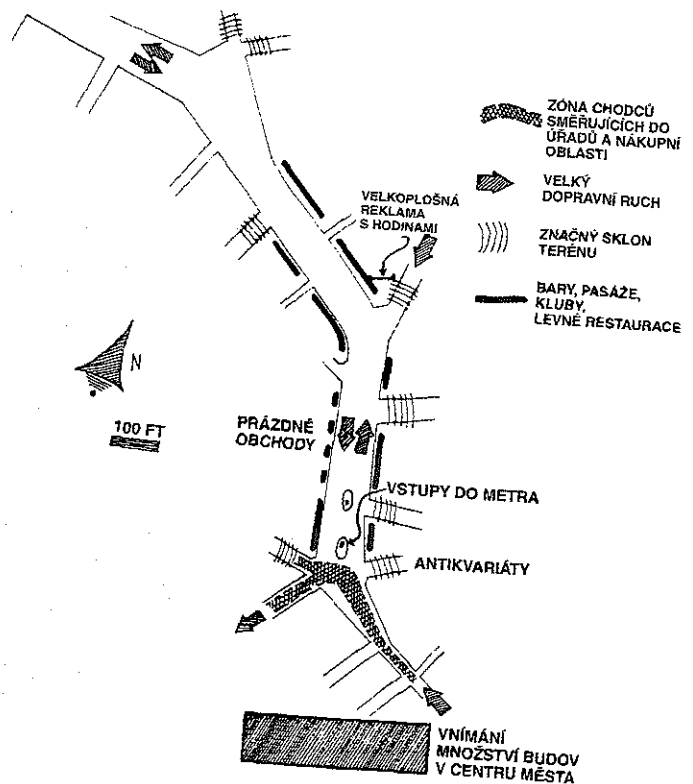 ZÓNA CHODCŮ
SMĚŘUJÍCÍCH DO
ÚŘADŮ A NÁKUPNÍ
OBLASTI
VELKÝ
DOPRAVNÍ RUCH
VELKOPLOŠNÁ
REKLAMA
S HODINAMI
ZNAČNÝ SKLON
TERÉNU
BARY, PASÁŽE,
KLUBY,
LEVNÉ RESTAURACE
N
100 FT
PRÁZDNÉ
OBCHODY
VSTUPY DO METRA
ANTIKVARIÁTY
VNÍMÁNÍ
MNOŽSTVÍ BUDOV
V CENTRU MĚSTA